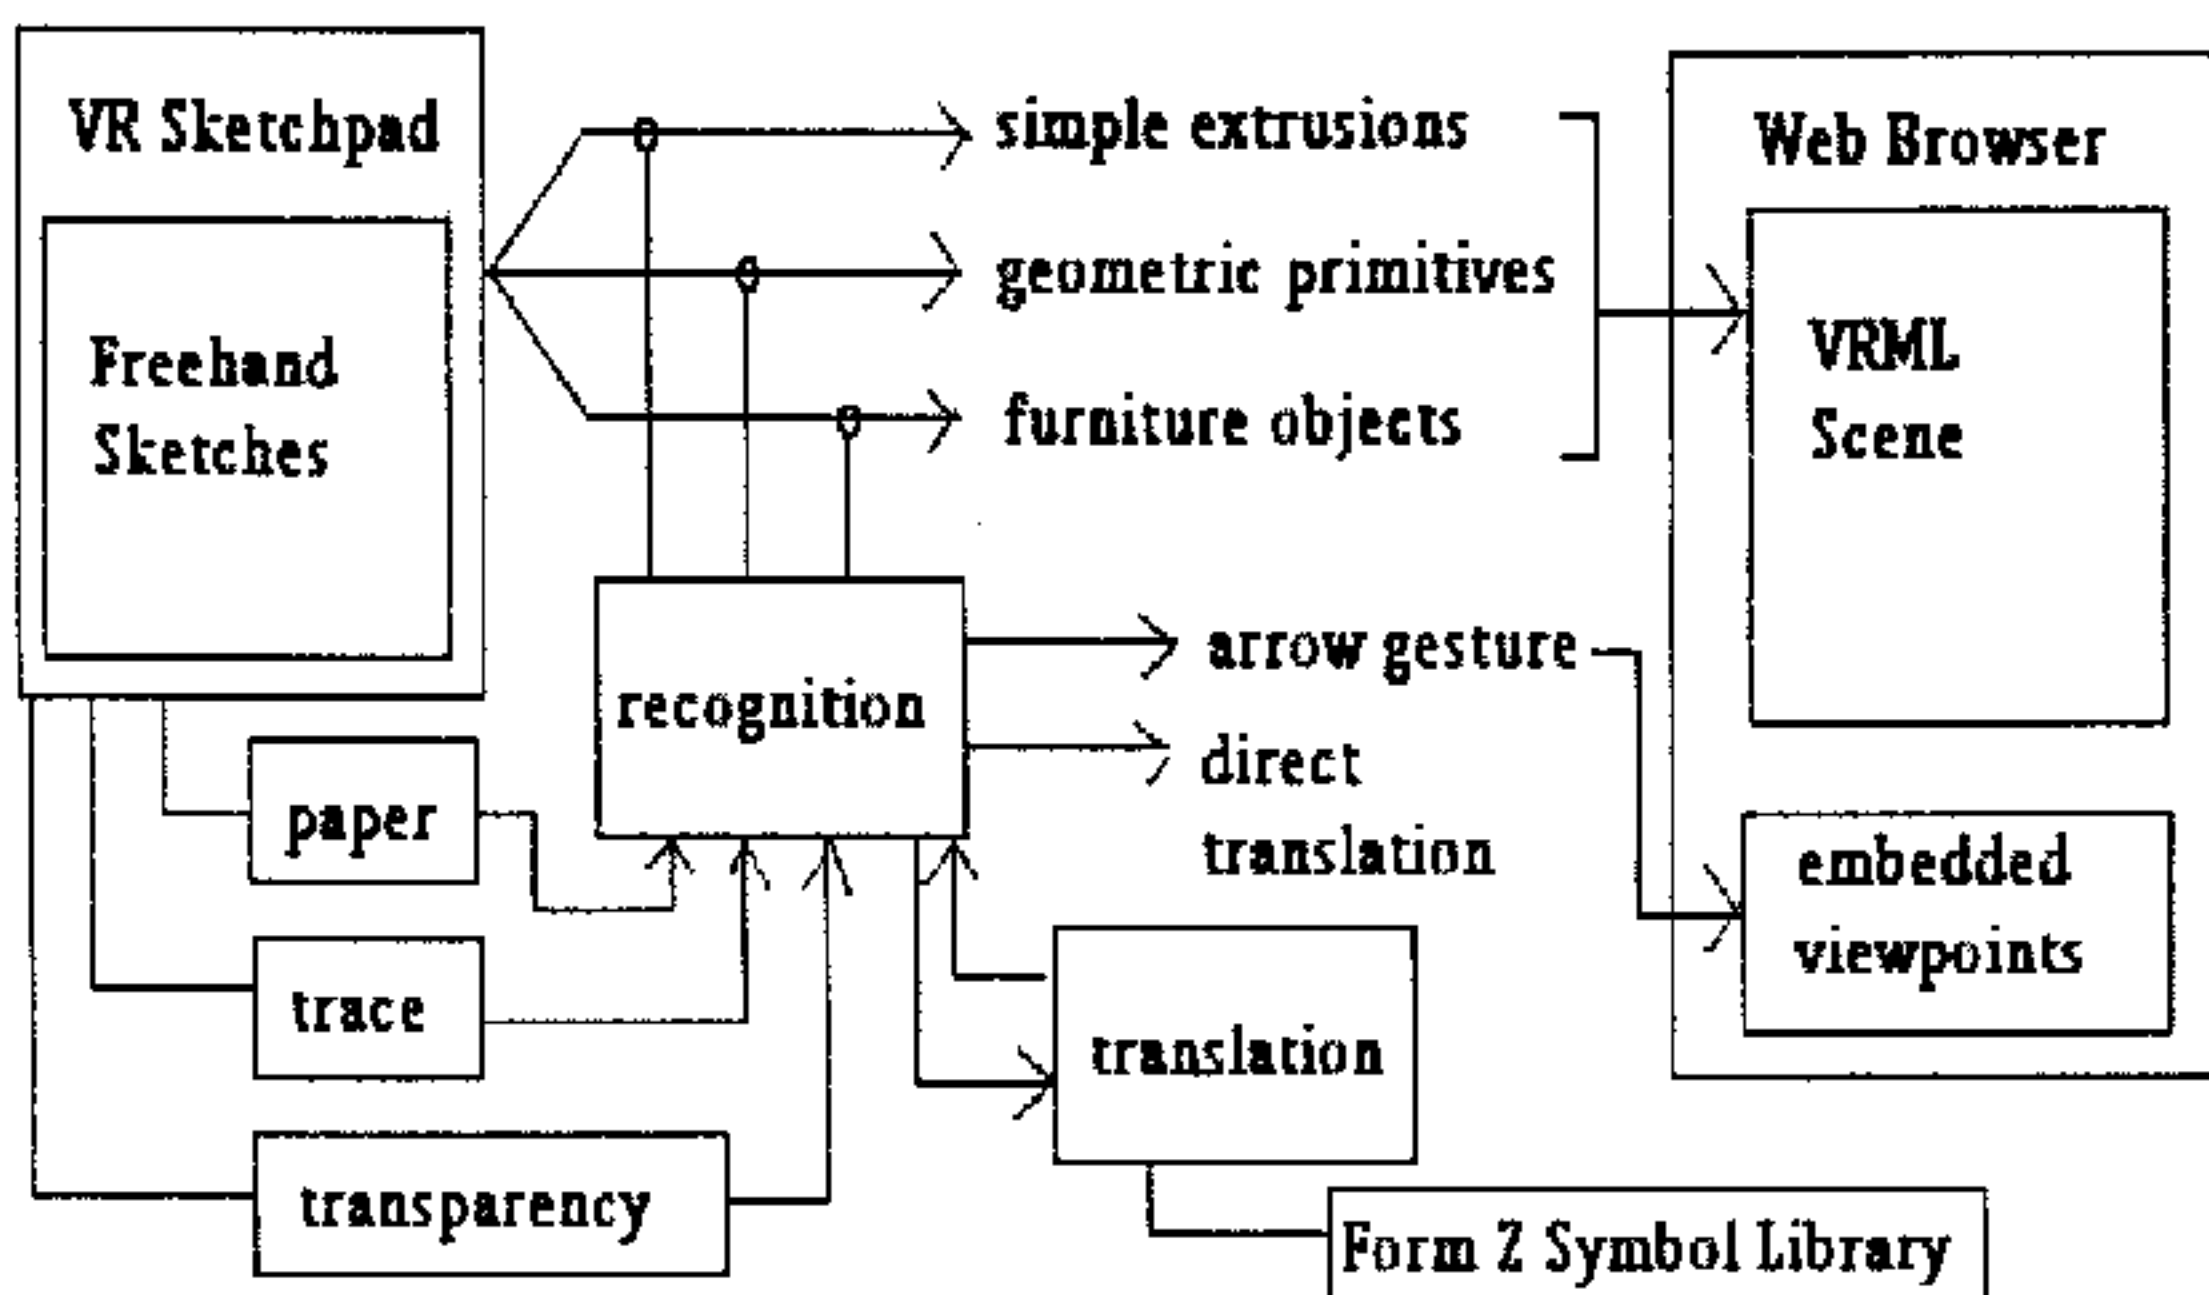 VR Sketchpad
Freehand
Sketches
simple extrusions
geometric primitives
furniture objects
Web Browser
VRML
Scene
recognition
arrow gesture
direct
translation
paper
trace
transparency
translation
embedded
viewpoints
Form Z Symbol Library